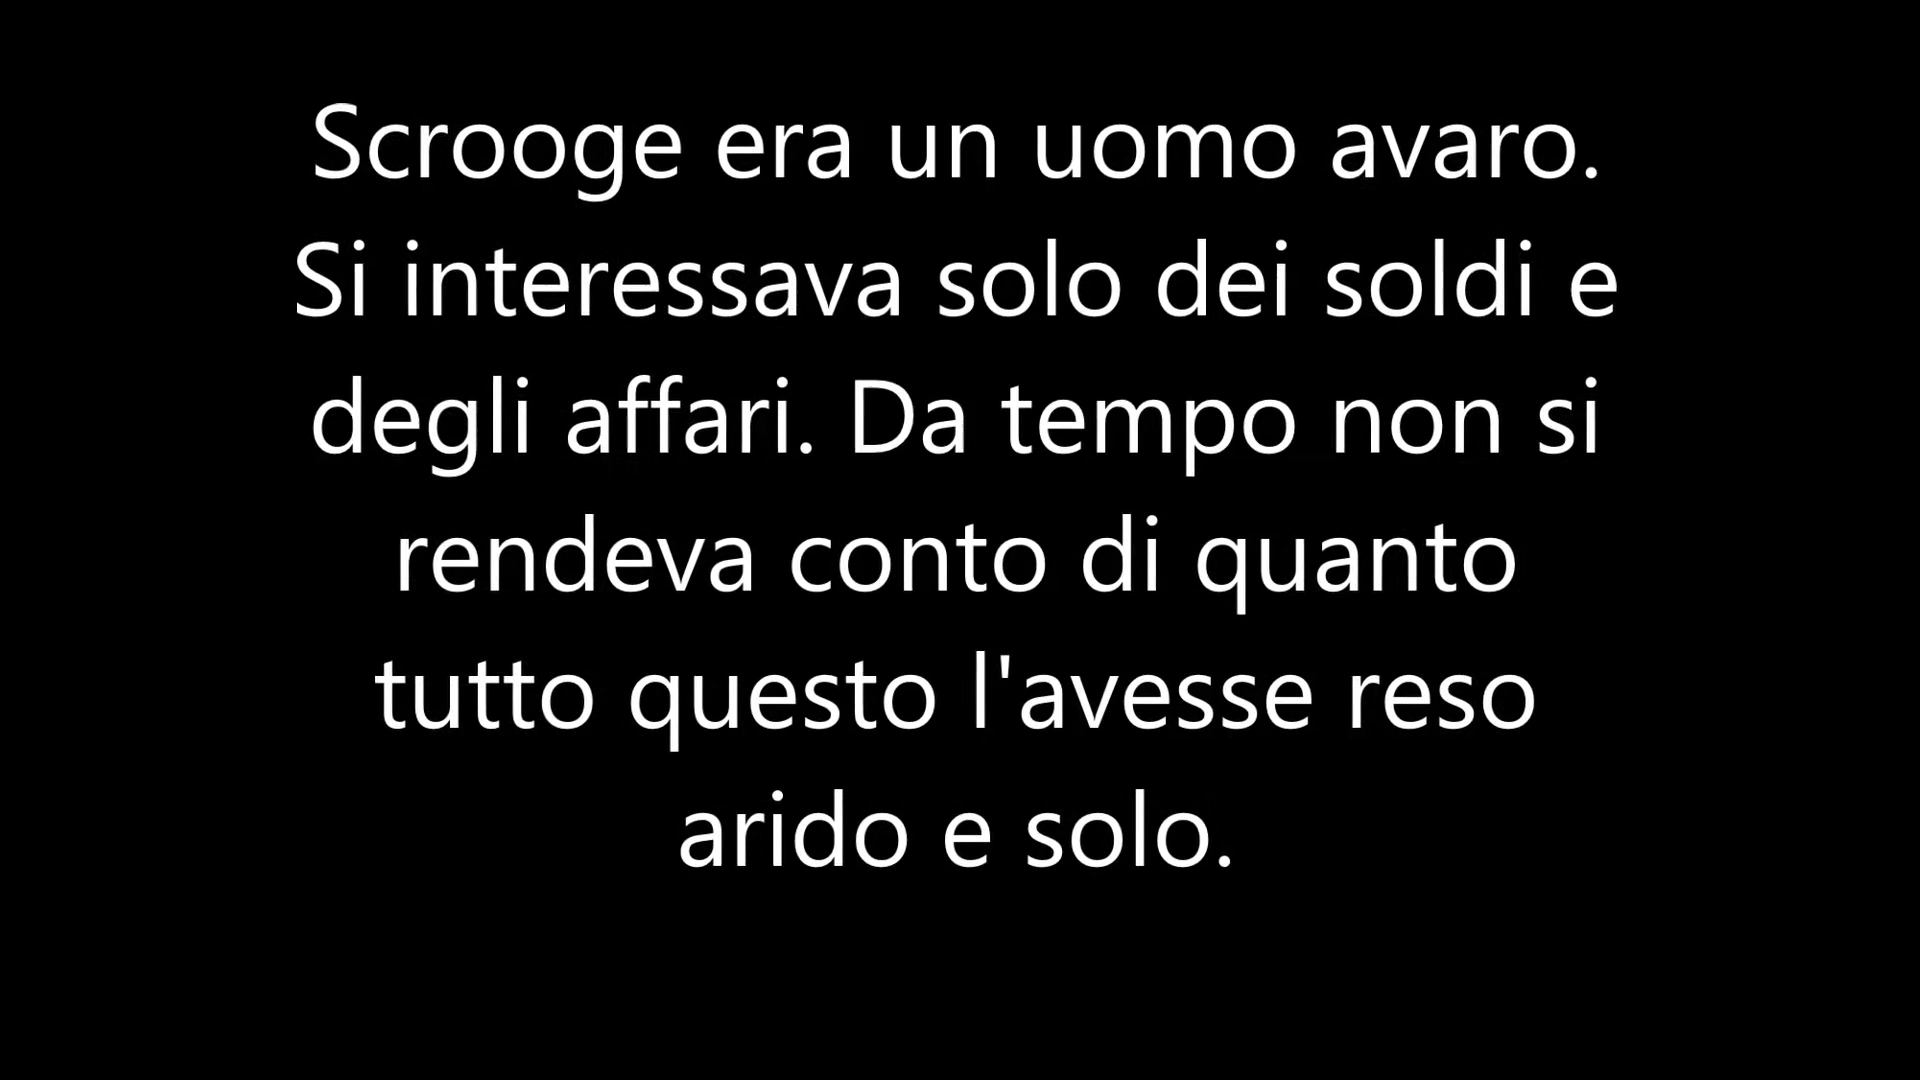 Scrooge era un uomo avaro.
Si interessava solo dei soldi e
degli affari. Da tempo non si
rendeva conto di quanto
tutto questo l'avesse reso
arido e solo.